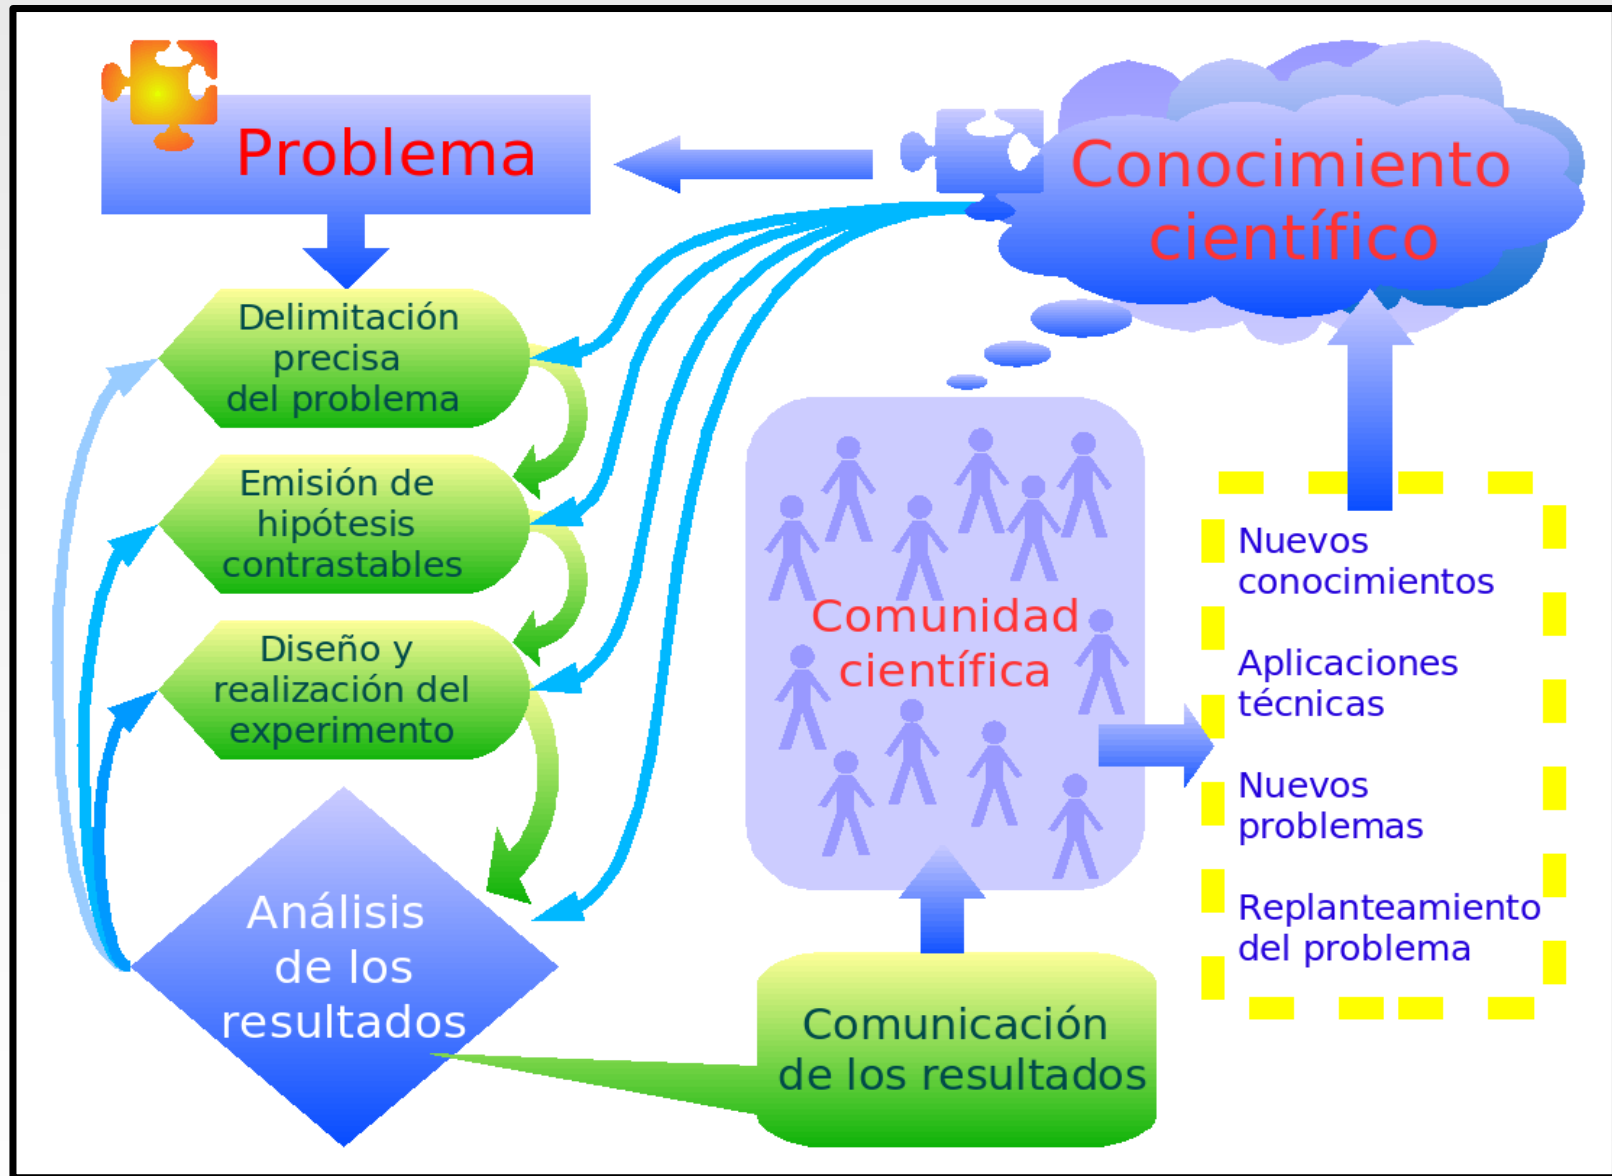 Problema
Conocimiento
científico
Delimitación
precisa
del problema
Emisión de
hipótesis
contrastables
Diseño y
realización del
experimento
Análisis
de los
resultados
Comunicación
de los resultados
Comunidad
científica
Nuevos
conocimientos
Aplicaciones
técnicas
Nuevos
problemas
Replanteamiento
del problema